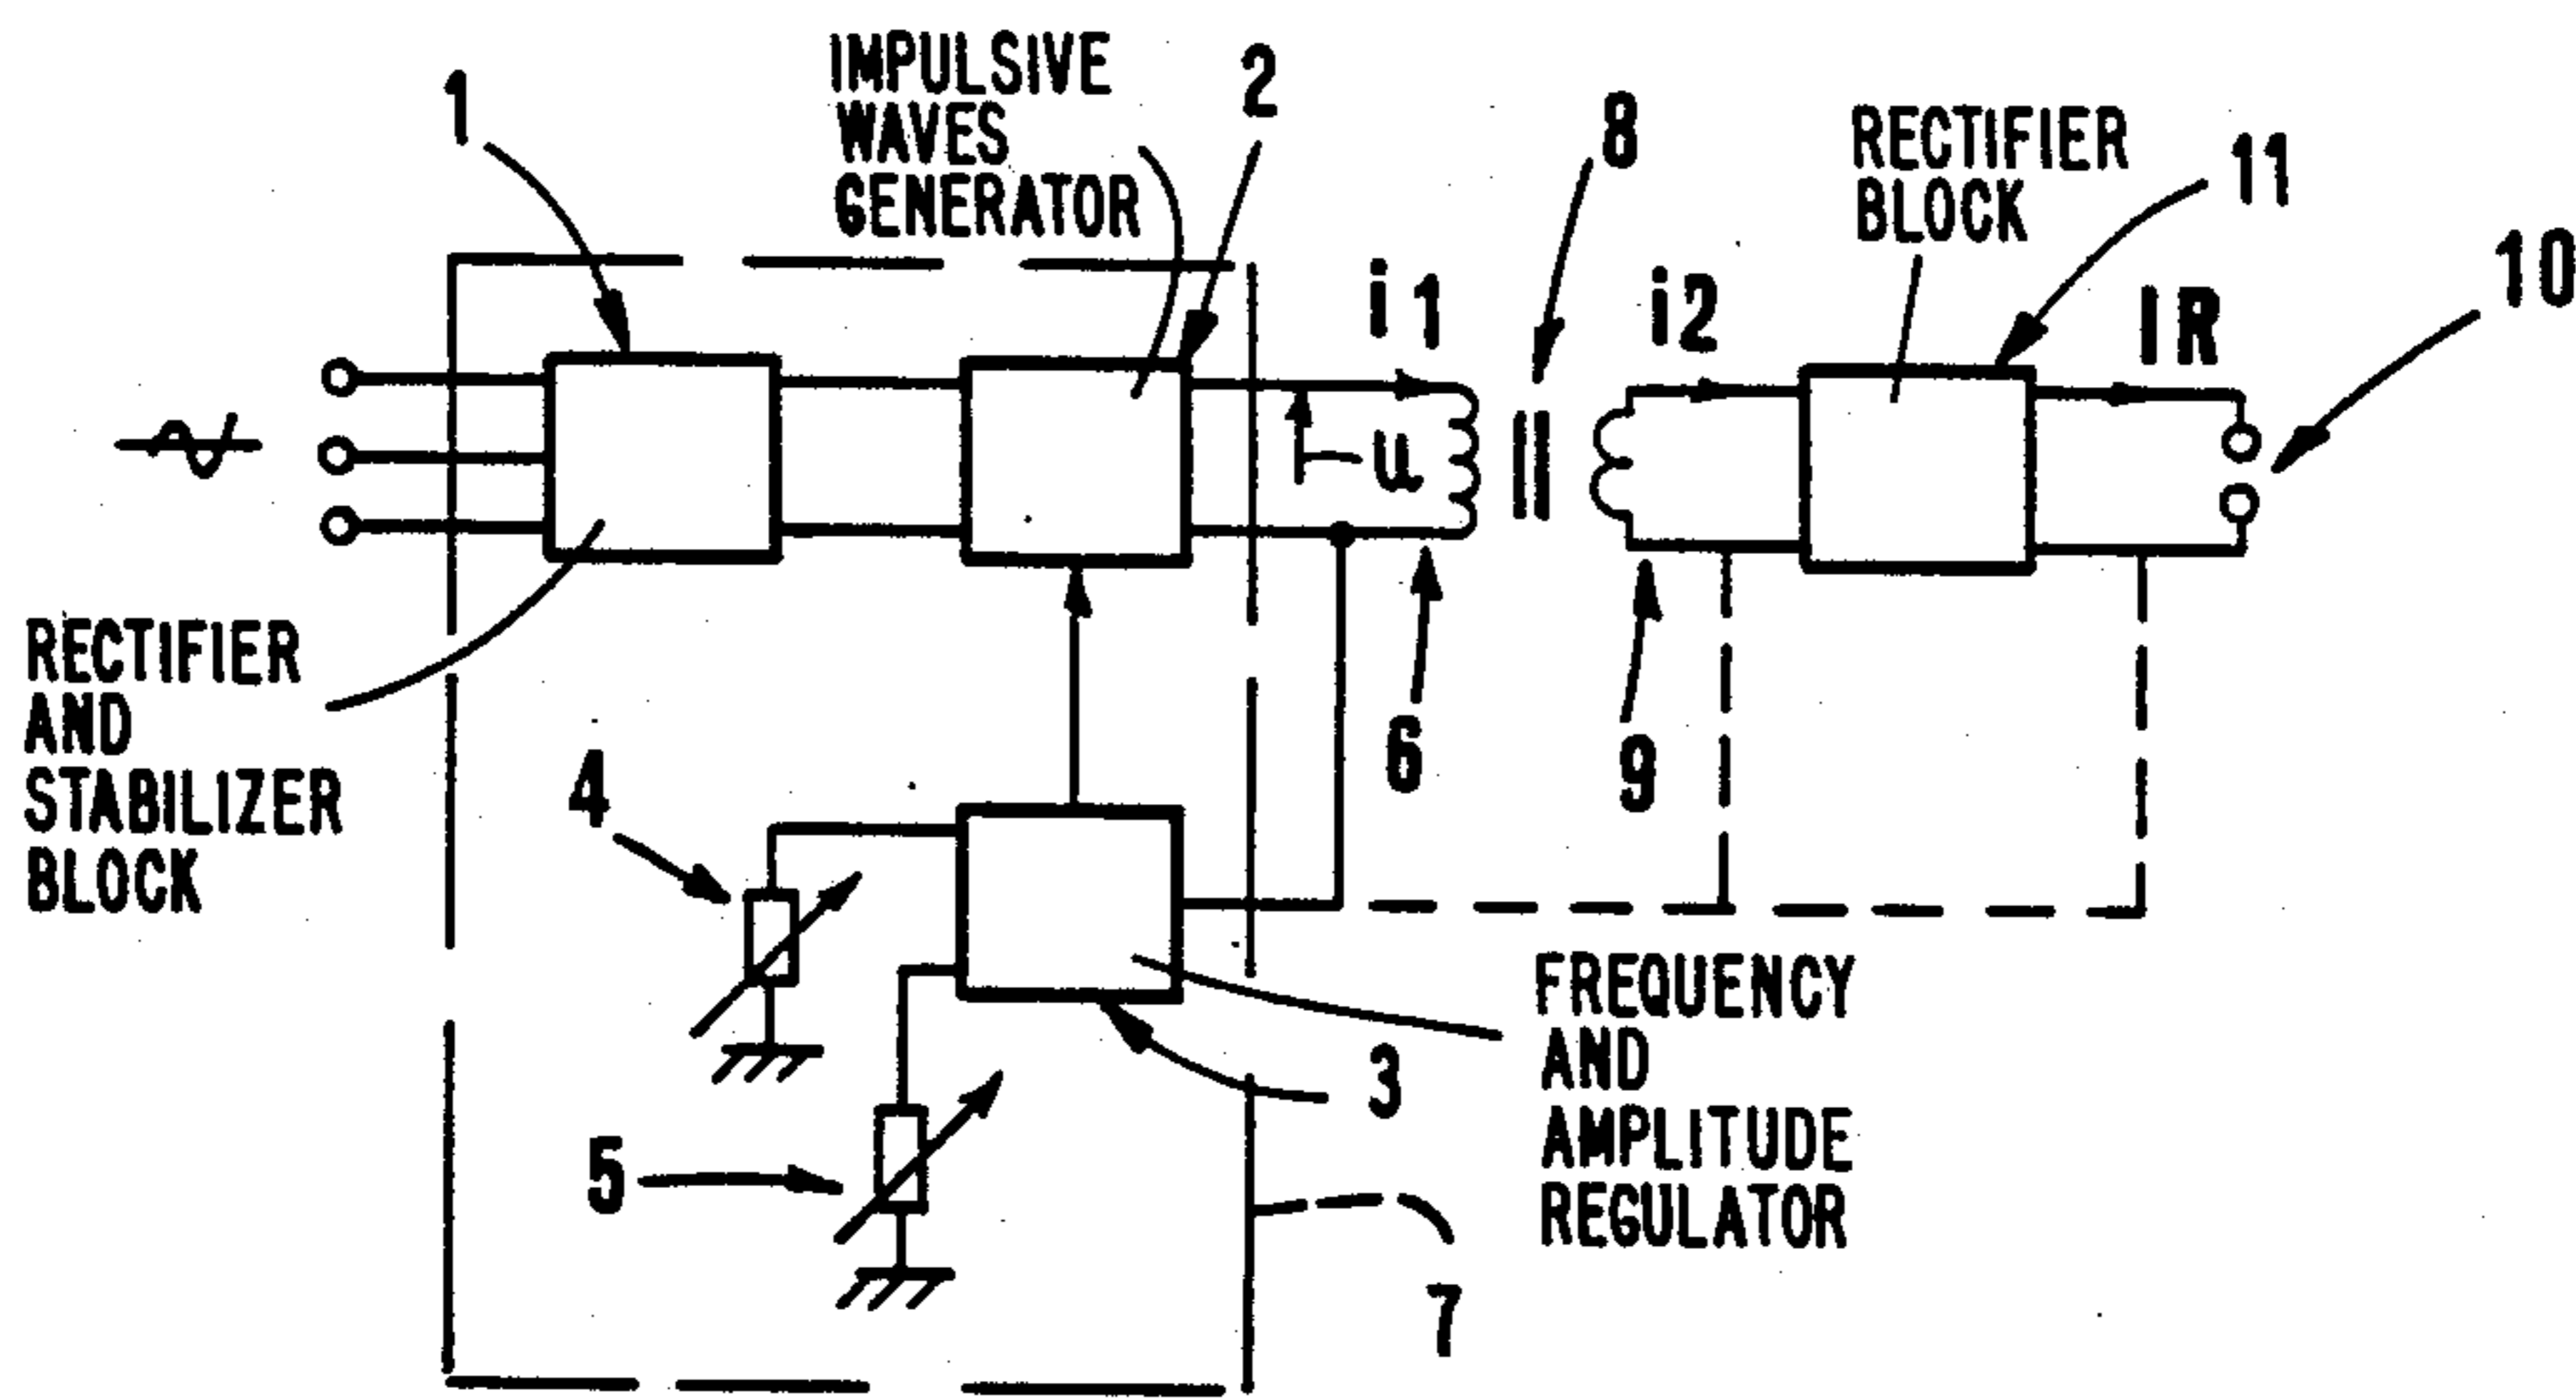 IMPULSIVE
WAVES
GENERATOR
1
2
8
RECTIFIER
BLOCK
11
10
i1
i2
IR
u
RECTIFIER
AND
STABILIZER
BLOCK
6
9
4
FREQUENCY
AND
AMPLITUDE
REGULATOR
3
5
7